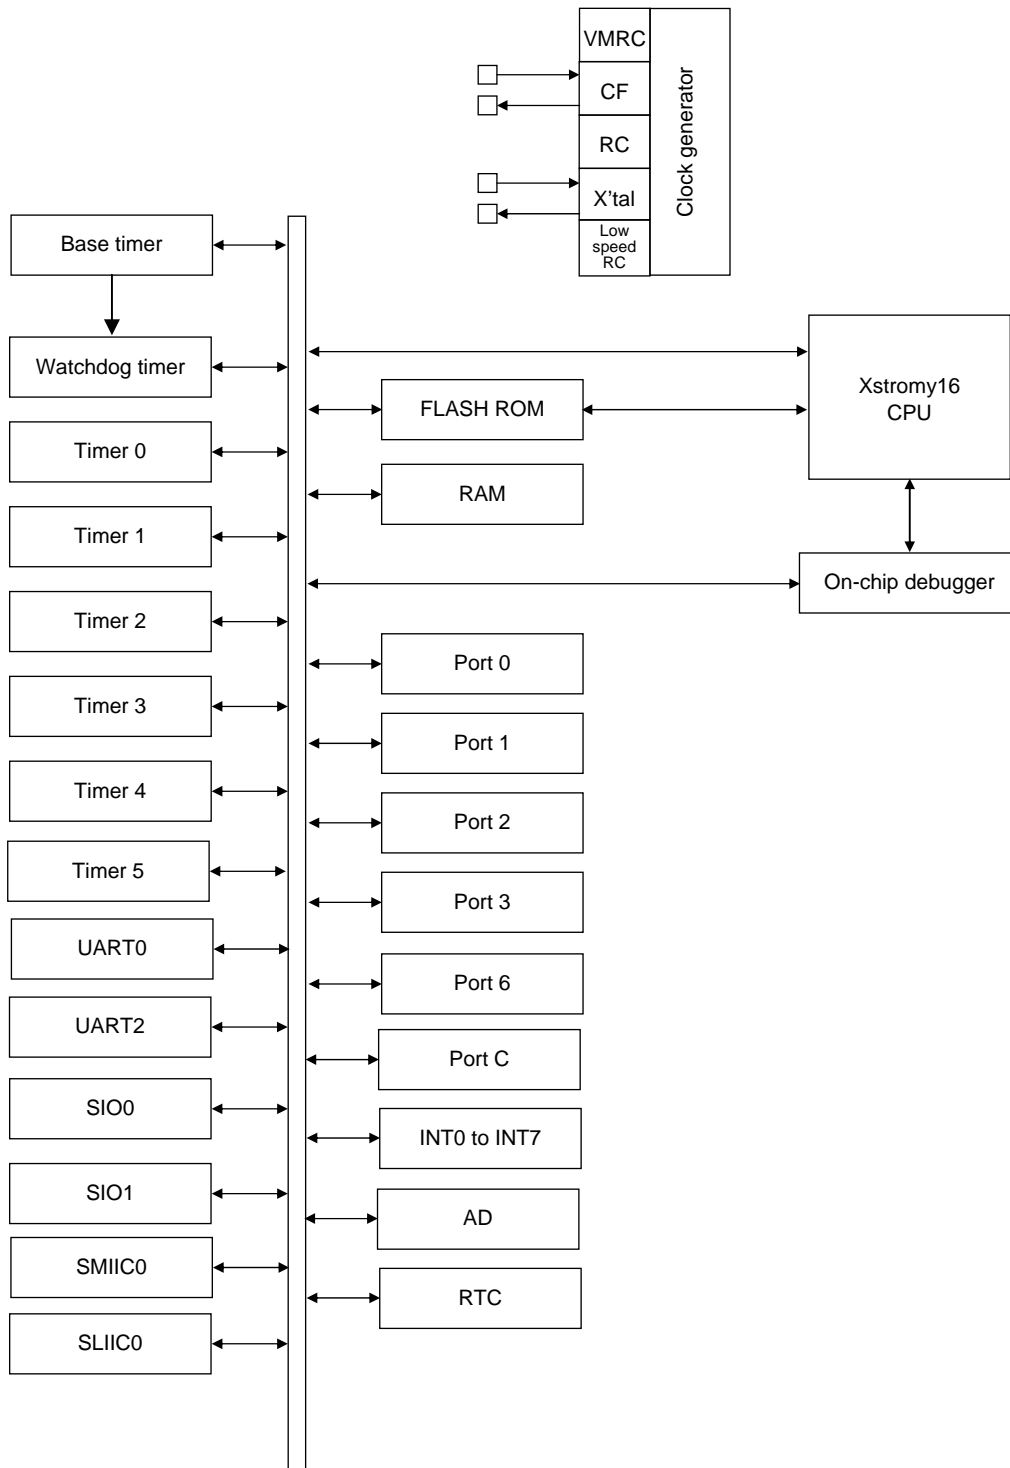 VMRC
CF
RC
X'tal
Low
speed
RC
Clock generator
Base timer
Watchdog timer
Timer 0
Timer 1
Timer 2
Timer 3
Timer 4
Timer 5
UART0
UART2
SIO0
SIO1
SMIIC0
SLIIC0
FLASH ROM
RAM
Port 0
Port 1
Port 2
Port 3
Port 6
Port C
INT0 to INT7
AD
RTC
Xstromy16
CPU
On-chip debugger